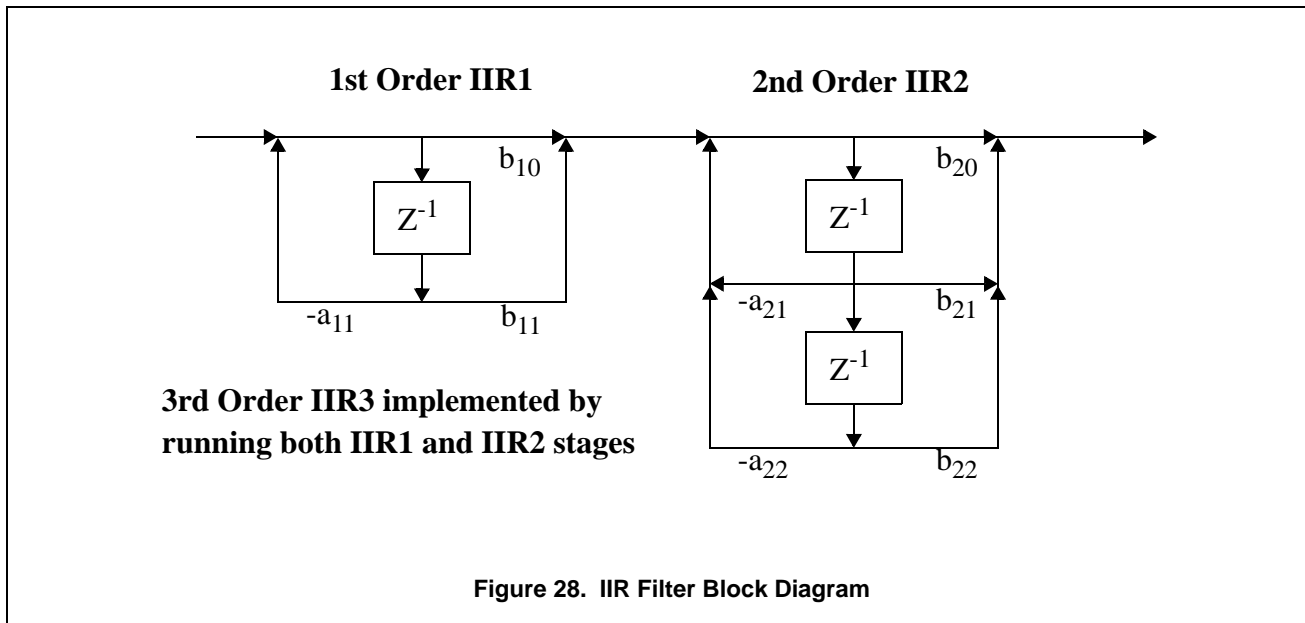 1st Order IIR1
2nd Order IIR2
b10
b20
Z-1
Z-1
-a11
b11
-a21
b21
Z-1
3rd Order IIR3 implemented by
running both IIR1 and IIR2 stages
-a22
b22
Figure 28. IIR Filter Block Diagram